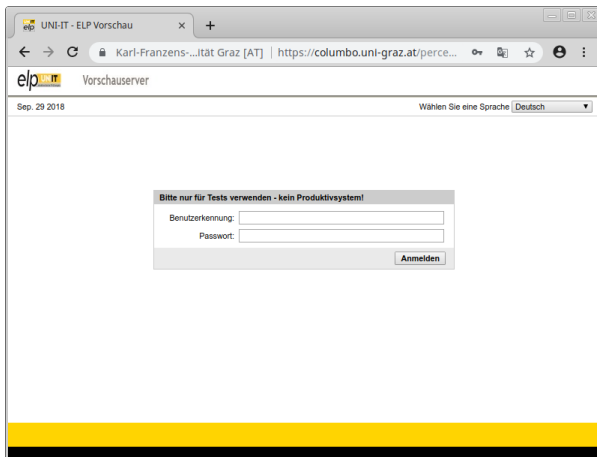 elp UNI-IT - ELP Vorschau
Karl-Franzens-...ität Graz [AT] | https://columbo.uni-graz.at/perce...
elp UNI IT Vorschauserver
Sep. 29 2018 Wählen Sie eine Sprache Deutsch
Bitte nur für Tests verwenden - kein Produktivsystem!
Benutzerkennung:
Passwort:
Anmelden